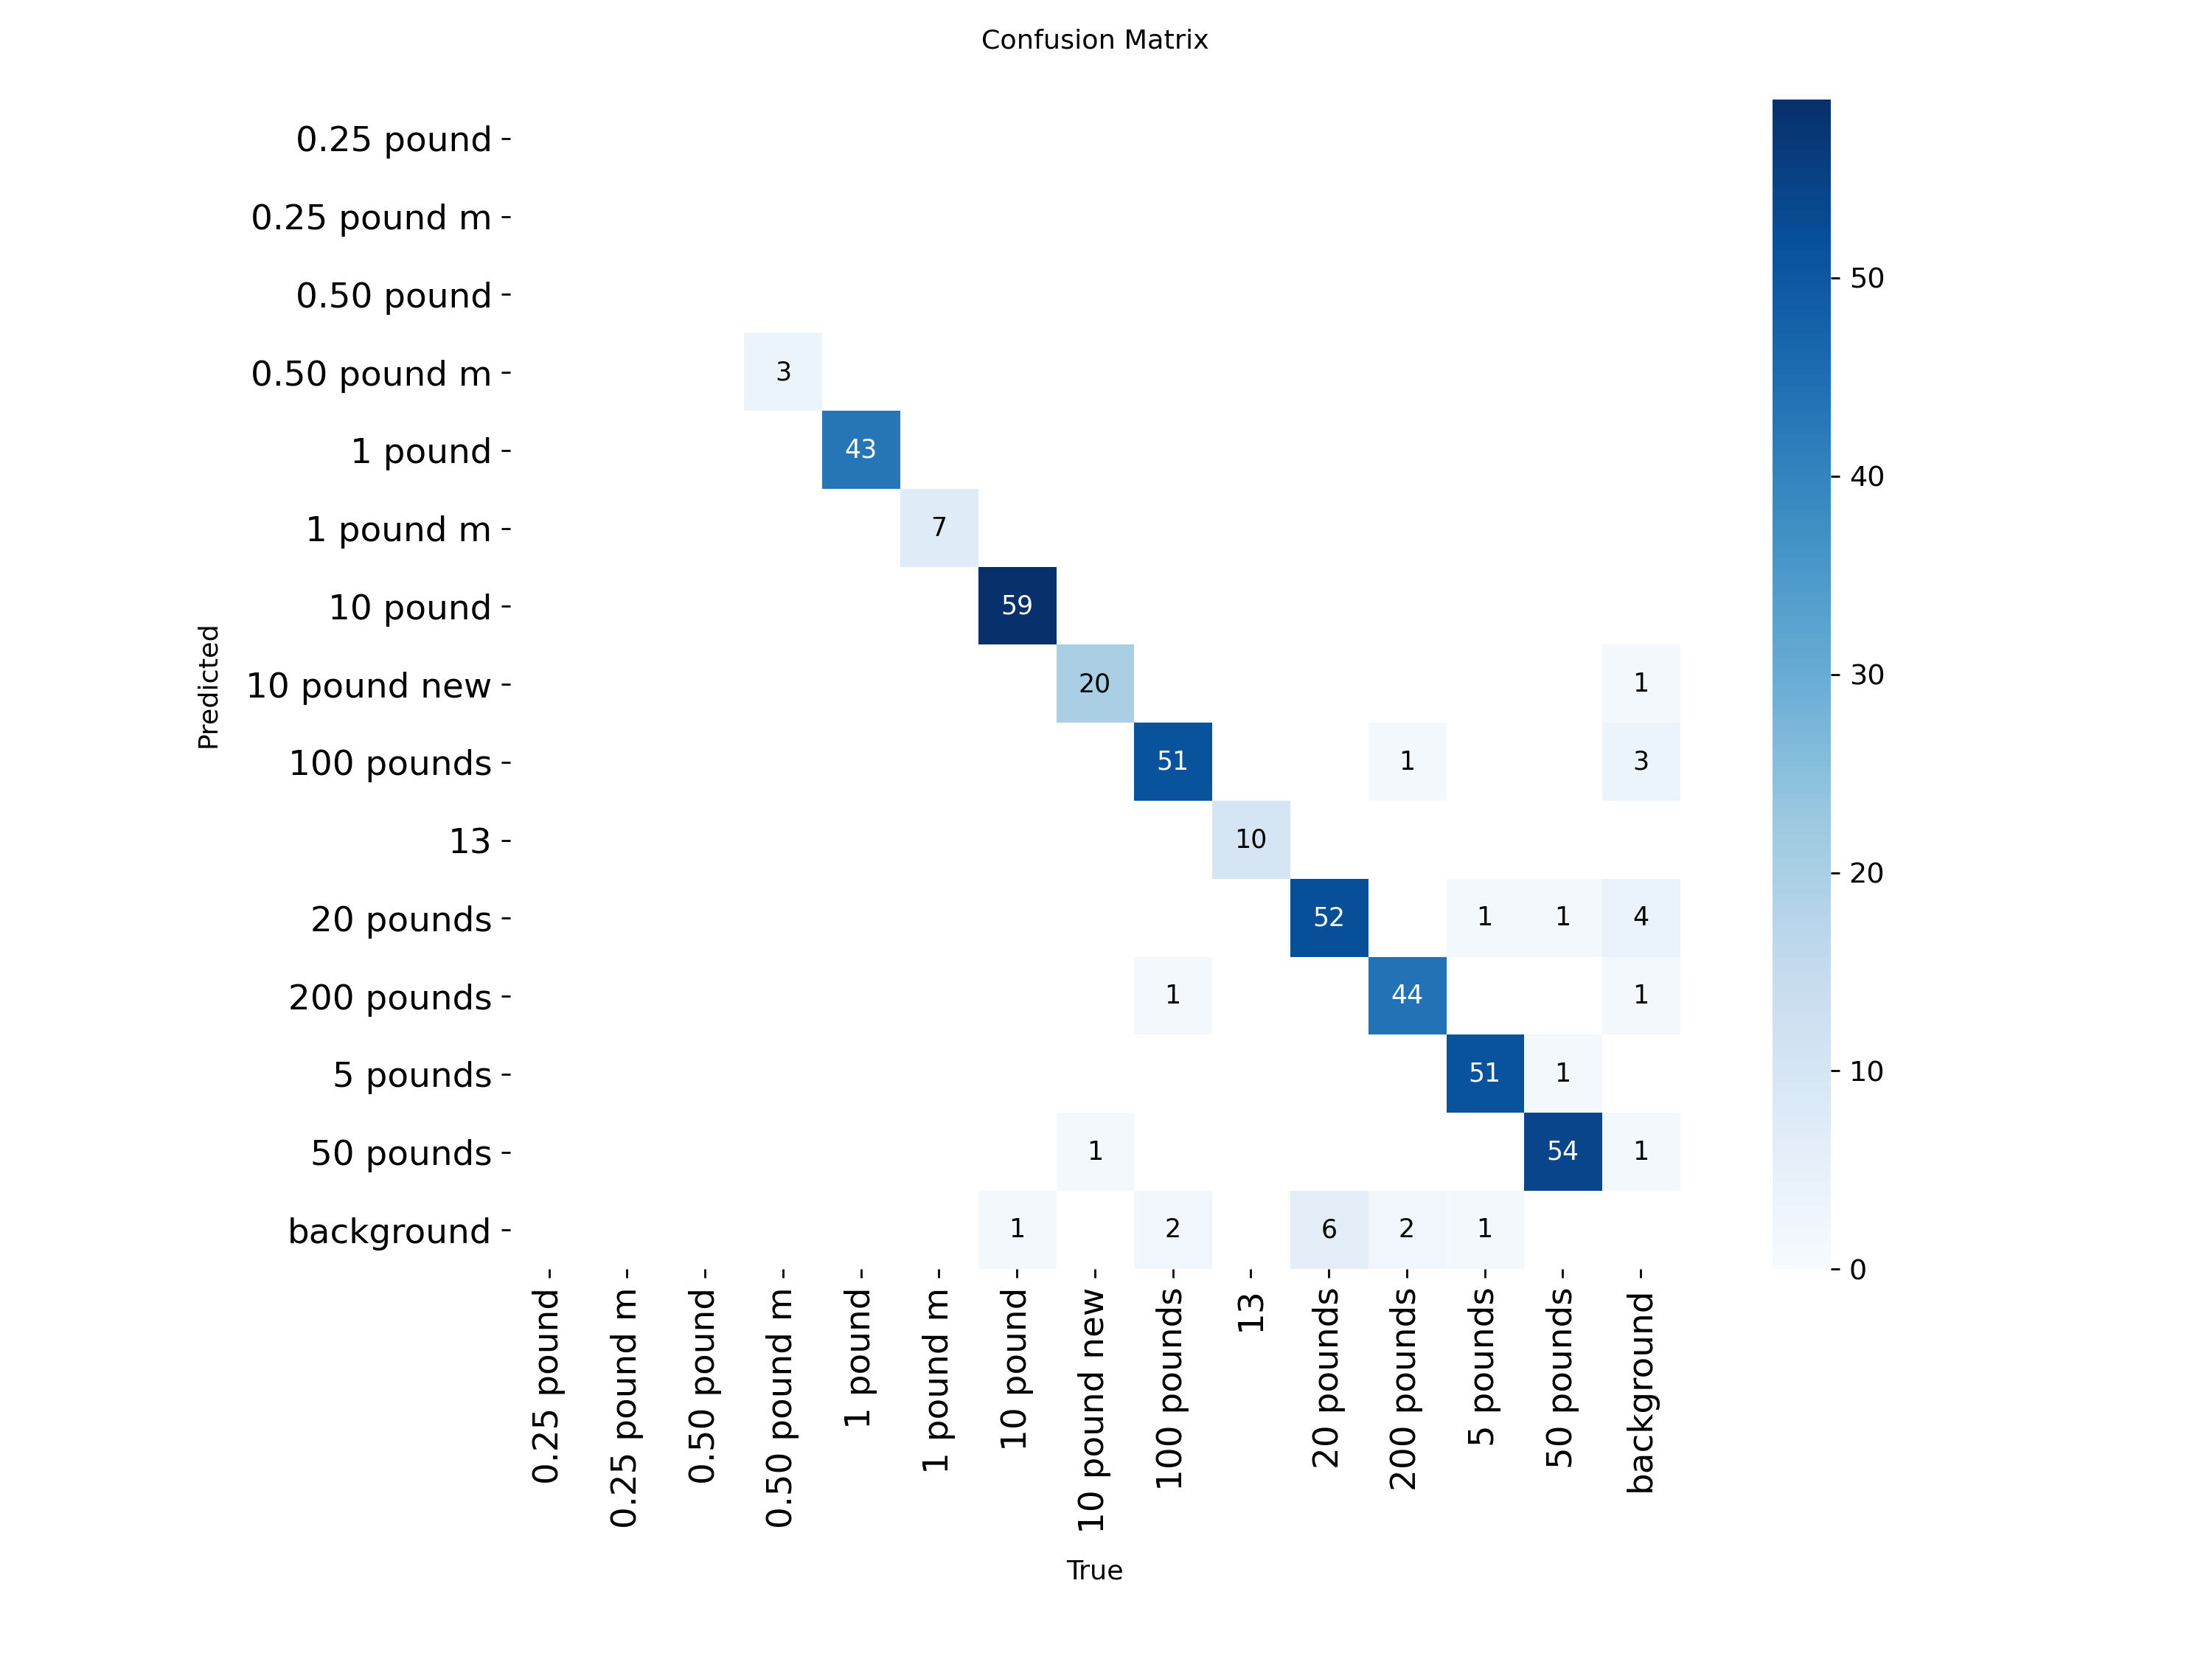 Confusion Matrix
0.25 pound
0.25 pound m
0.50 pound
0.50 pound m 3
1 pound 43
1 pound m 7
10 pound 59
10 pound new 20 1
100 pounds 51 1 3
13 10
20 pounds 52 1 1 4
200 pounds 1 44 1
5 pounds 51 1
50 pounds 1 54 1
background 1 2 6 2 1
Predicted
0.25 pound
0.25 pound m
0.50 pound
0.50 pound m
1 pound
1 pound m
10 pound
10 pound new
100 pounds
13
20 pounds
200 pounds
5 pounds
50 pounds
background
True
50
40
30
20
10
0